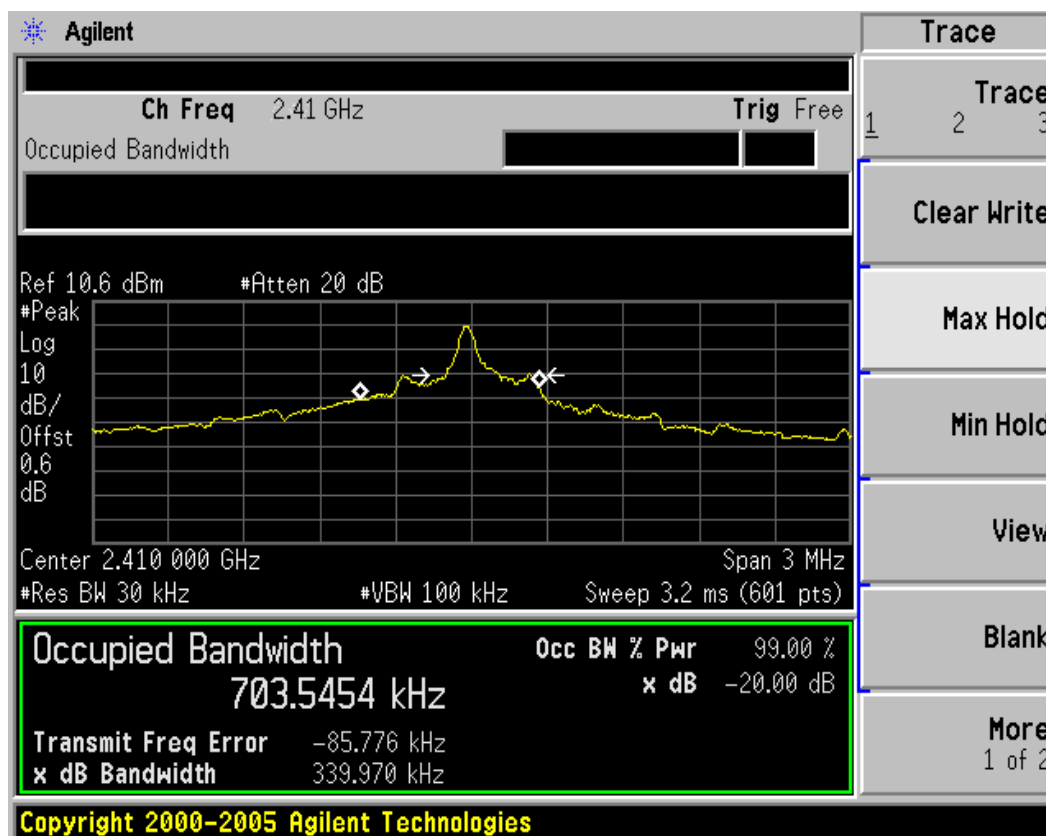 Agilent
Trace
Ch Freq 2.41 GHz Trig Free
Occupied Bandwidth
Trace
1 2 3
Clear Write
Max Hold
Min Hold
View
Blank
More
1 of 2
Ref 10.6 dBm #Atten 20 dB
#Peak
Log
10
dB/
Offst
0.6
dB
Center 2.410 000 GHz Span 3 MHz
#Res BW 30 kHz #VBW 100 kHz Sweep 3.2 ms (601 pts)
Occupied Bandwidth Occ BW % Pwr 99.00 %
703.5454 kHz x dB -20.00 dB
Transmit Freq Error -85.776 kHz
x dB Bandwidth 339.970 kHz
Copyright 2000-2005 Agilent Technologies